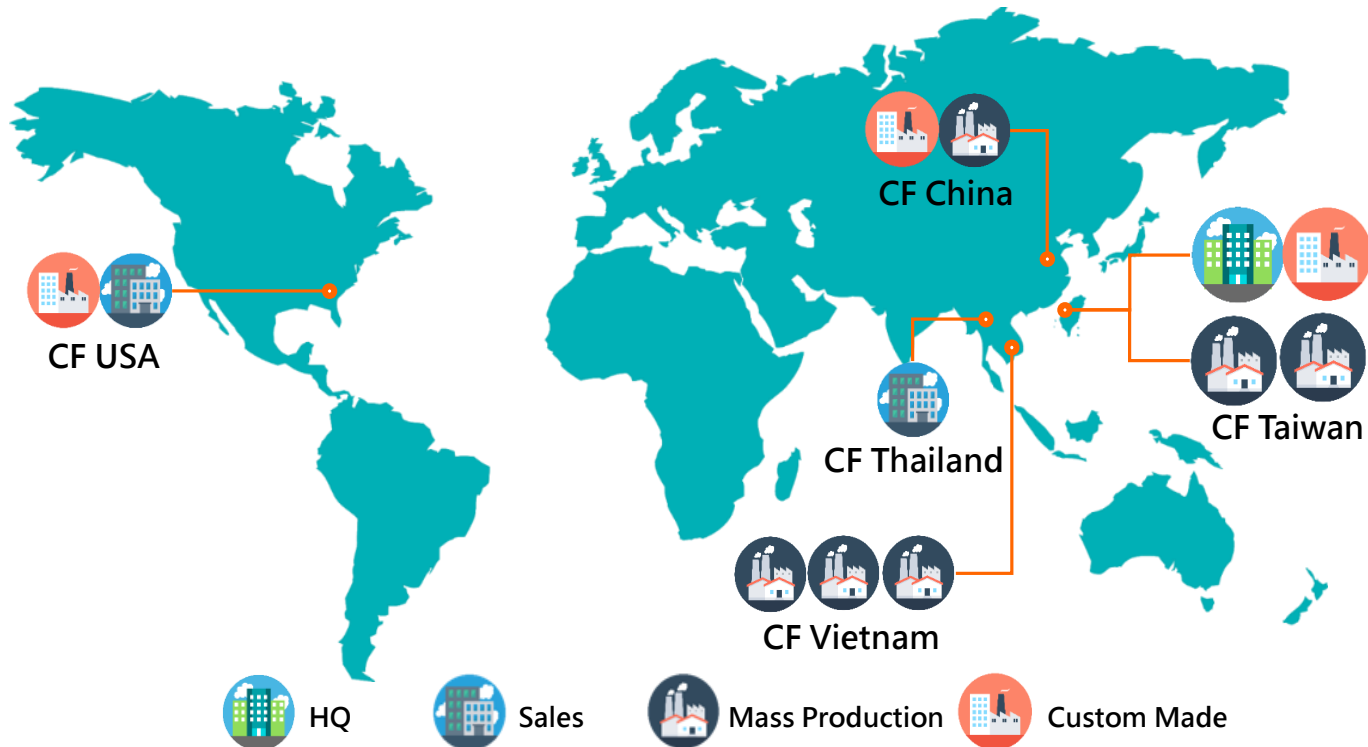 CF China
CF USA
CF Taiwan
CF Thailand
CF Vietnam
HQ
Sales
Mass Production
Custom Made